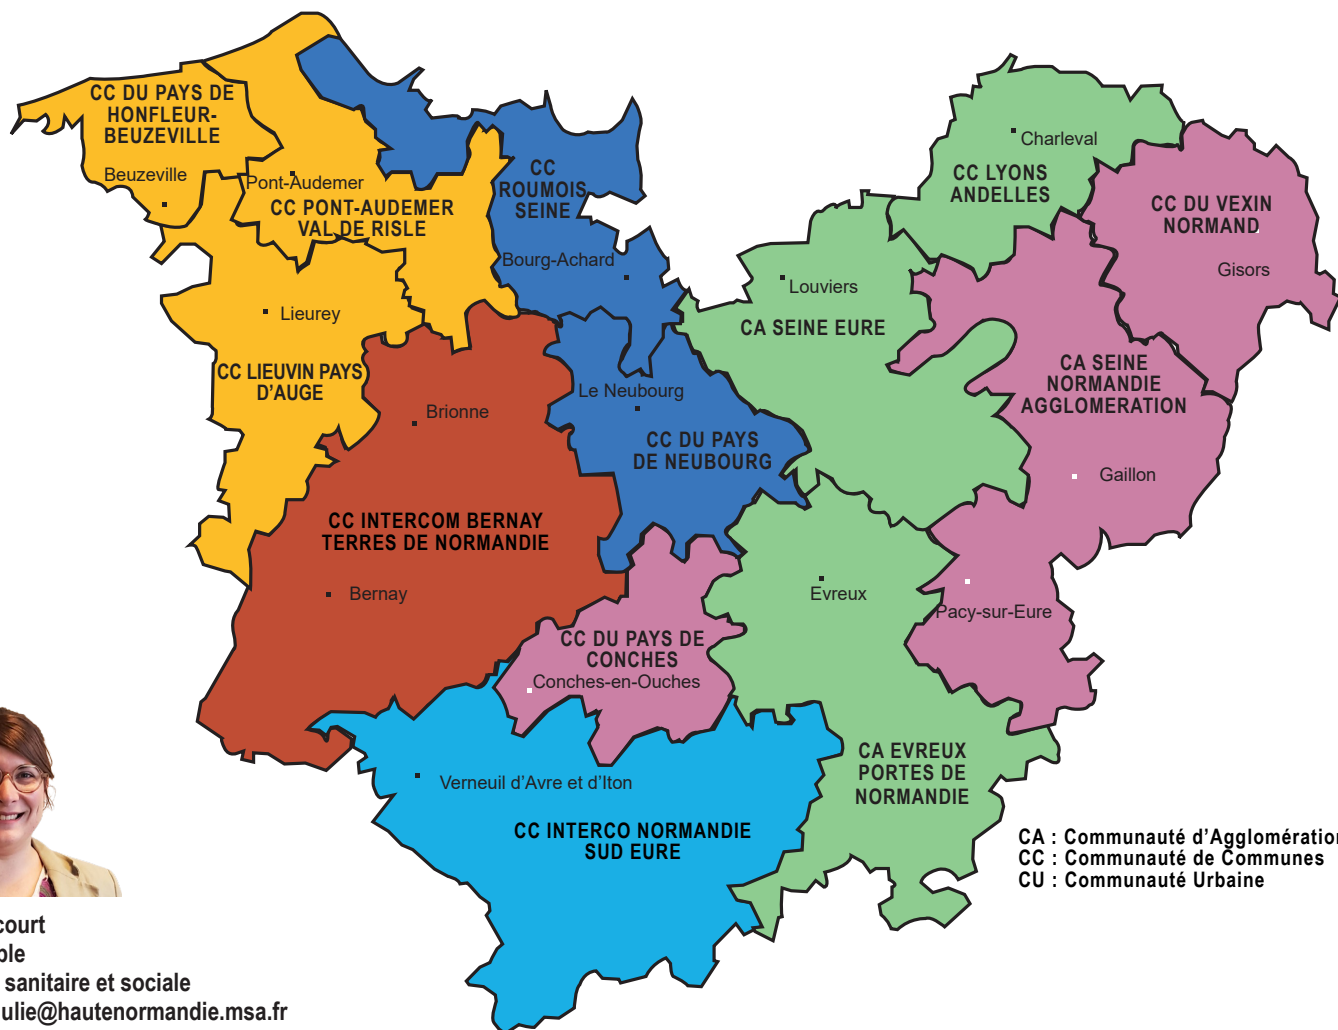 CC DU PAYS DE
HONFLEUR-
BEUZEVILLE
Beuzeville
Pont-Audemer
CC PONT-AUDEMER
VAL DE RISLE
CC
ROUMOIS
SEINE
Bourg-Achard
Lieurey
CC LIEUVIN PAYS
D'AUGE
Brionne
Le Neubourg
CC DU PAYS
DE NEUBOURG
CC INTERCOM BERNAY
TERRES DE NORMANDIE
Bernay
Charleval
CC LYONS
ANDELLES
CC DU VEXIN
NORMAND
Gisors
Louviers
CA SEINE EURE
CA SEINE
NORMANDIE
AGGLOMERATION
Gaillon
Evreux
Pacy-sur-Eure
CC DU PAYS DE
CONCHES
Conches-en-Ouches
Verneuil d'Avre et d'Iton
CC INTERCO NORMANDIE
SUD EURE
CA EVREUX
PORTES DE
NORMANDIE
CA : Communauté d'Agglomération
CC : Communauté de Communes
CU : Communauté Urbaine
court
ble
sanitaire et sociale
ulie@hautenormandie.msa.fr